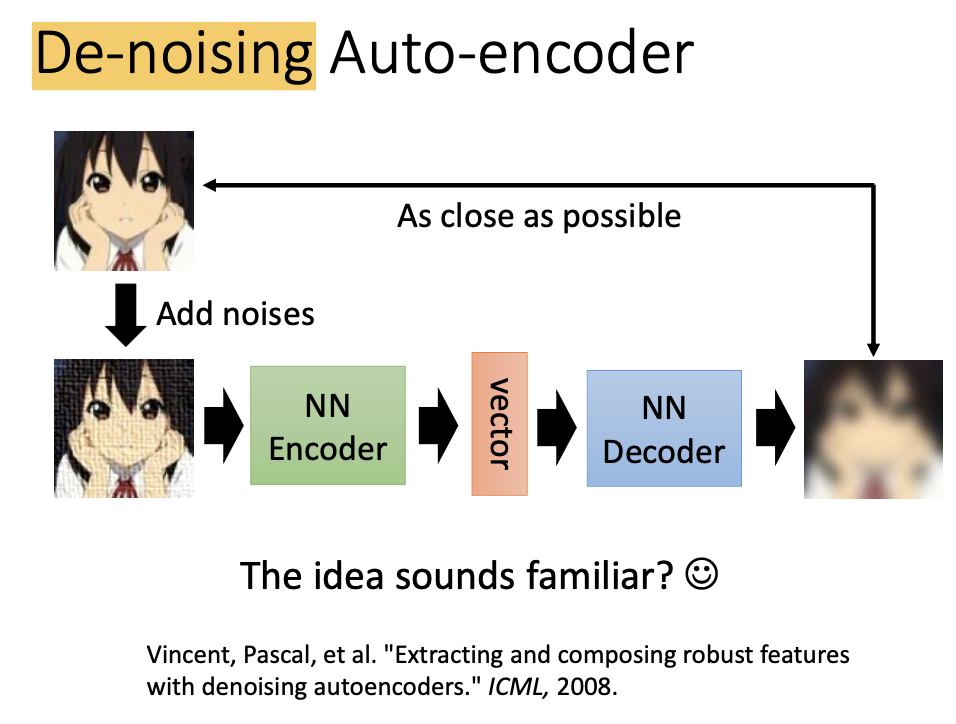 De-noising Auto-encoder
As close as possible
Add noises
NN
Encoder
vector
NN
Decoder
The idea sounds familiar? ☺
Vincent, Pascal, et al. "Extracting and composing robust features
with denoising autoencoders." ICML, 2008.